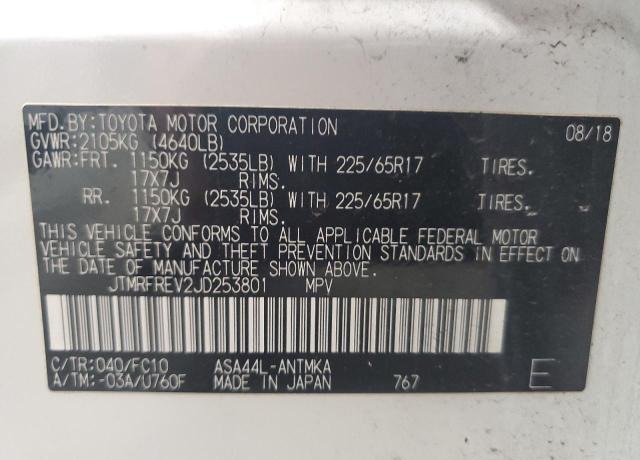 MFD.BY:TOYOTA MOTOR CORPORATION 08/18
GVWR:2105KG (4640LB)
GAWR:FRT. 1150KG (2535LB) WITH 225/65R17 TIRES.
17X7J RIMS.
RR. 1150KG (2535LB) WITH 225/65R17 TIRES.
17X7J RIMS.
THIS VEHICLE CONFORMS TO ALL APPLICABLE FEDERAL MOTOR
VEHICLE SAFETY AND THEFT PREVENTION STANDARDS IN EFFECT ON
THE DATE OF MANUFACTURE SHOWN ABOVE.
JTMRFREV2JD253801 MPV
C/TR:040/FC10 ASA44L-ANTMKA
A/TM:-03A/U760F MADE IN JAPAN 767 E